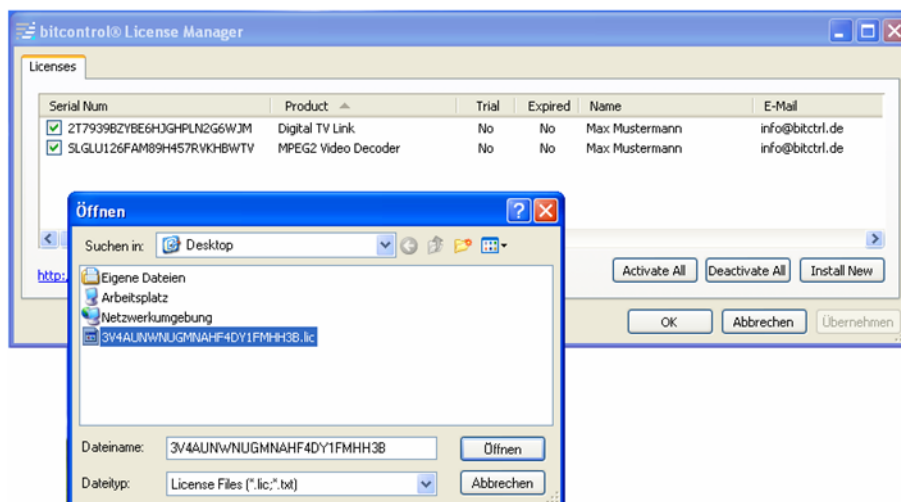 bitcontrol® License Manager
Licenses
Serial Num Product Trial Expired Name E-Mail
2T7939BZYBE6HJGHPLN2G6WJM Digital TV Link No No Max Mustermann info@bitctrl.de
SLGLU126FAM89H457RVKHBWTV MPEG2 Video Decoder No No Max Mustermann info@bitctrl.de
http:
Activate All Deactivate All Install New
OK Abbrechen Übernehmen
Öffnen
Suchen in: Desktop
Eigene Dateien
Arbeitsplatz
Netzwerkumgebung
3V4AUNWNUGMNAHF4DY1FMHH3B.lic
Dateiname: 3V4AUNWNUGMNAHF4DY1FMHH3B Öffnen
Dateityp: License Files (*.lic;*.txt) Abbrechen